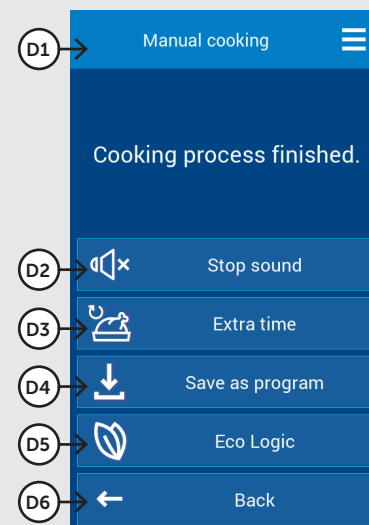 D1
Manual cooking
Cooking process finished.
D2
Stop sound
D3
Extra time
D4
Save as program
D5
Eco Logic
D6
Back